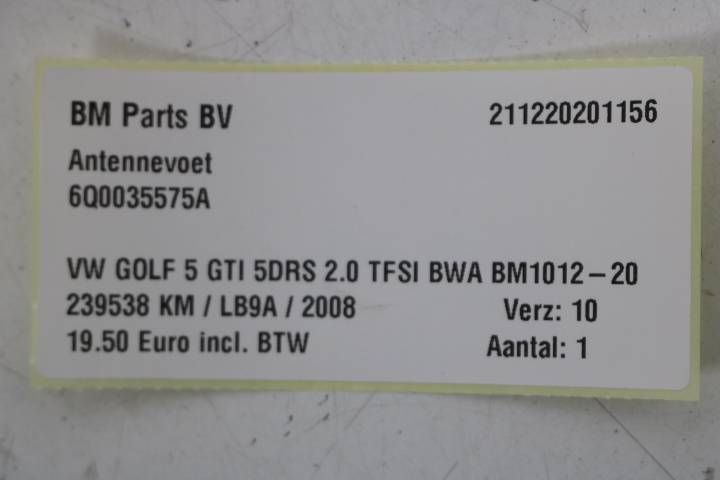 BM Parts BV 211220201156
Antennevoet
6Q0035575A
VW GOLF 5 GTI 5DRS 2.0 TFSI BWA BM1012-20
239538 KM / LB9A / 2008 Verz: 10
19.50 Euro incl. BTW Aantal: 1